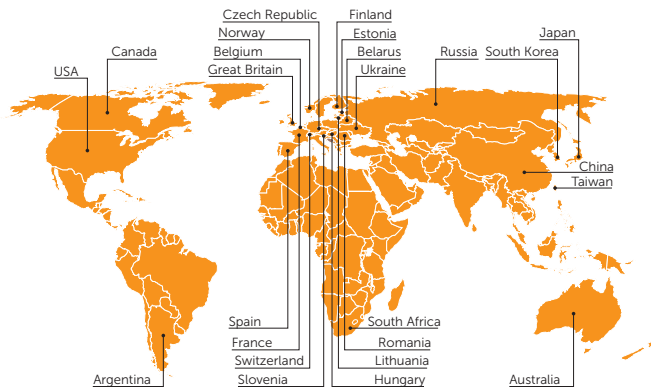 Czech Republic
Finland
Norway
Estonia
Japan
Canada
Belgium
Belarus
Russia
South Korea
USA
Great Britain
Ukraine
China
Taiwan
Spain
South Africa
France
Romania
Switzerland
Lithuania
Argentina
Slovenia
Hungary
Australia